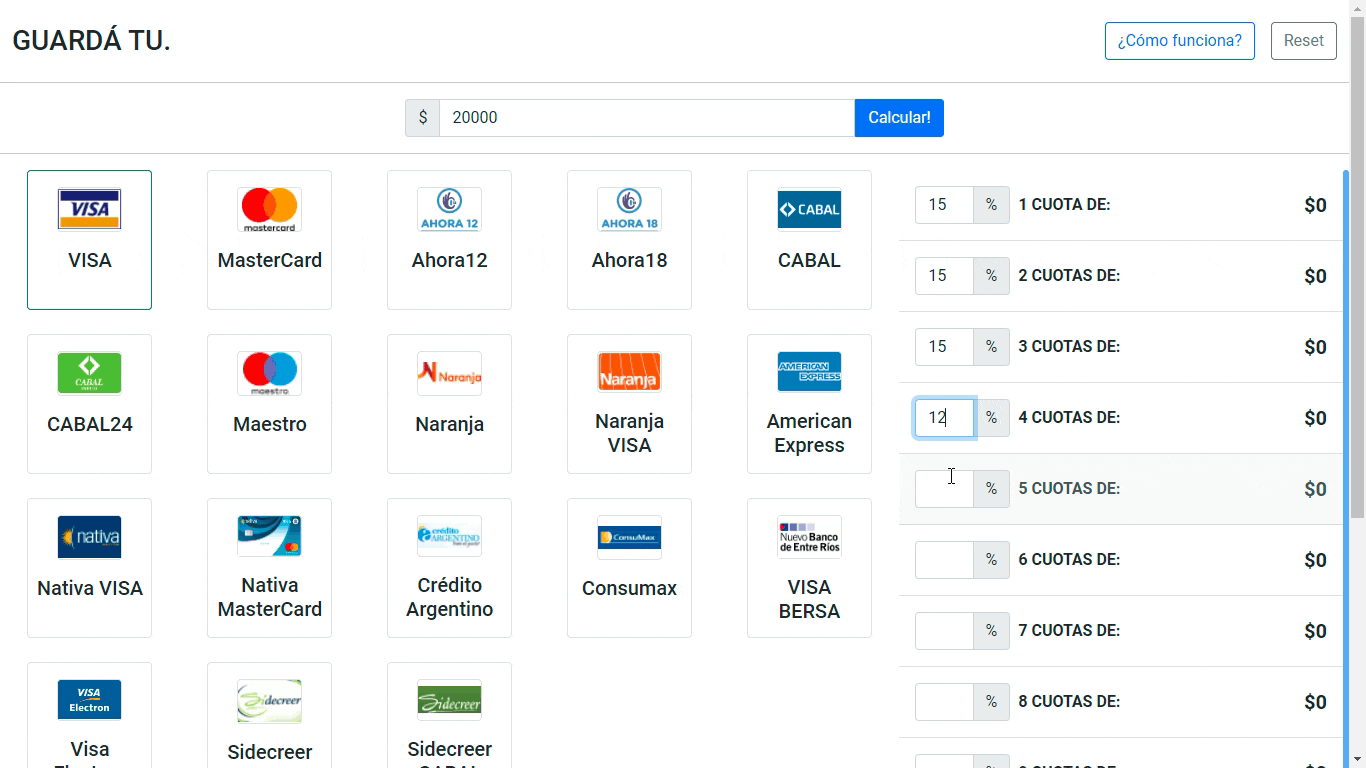 GUARDÁ TU.
¿Cómo funciona?
Reset
$ 20000 Calcular!
VISA
VISA
mastercard
MasterCard
AHORA 12
Ahora12
AHORA 18
Ahora18
CABAL
CABAL
CABAL
CABAL24
maestro
Maestro
Naranja
Naranja
Naranja
Naranja
VISA
AMERICAN
EXPRESS
American
Express
nativa
Nativa VISA
nativa
Nativa
MasterCard
crédito
ARGENTINO
Crédito
Argentino
ConsuMax
Consumax
Nuevo Banco
de Entre Ríos
VISA
BERSA
VISA
Electron
Visa
Sidecreer
Sidecreer
Sidecreer
Sidecreer
15 % 1 CUOTA DE: $0
15 % 2 CUOTAS DE: $0
15 % 3 CUOTAS DE: $0
12 % 4 CUOTAS DE: $0
% 5 CUOTAS DE: $0
% 6 CUOTAS DE: $0
% 7 CUOTAS DE: $0
% 8 CUOTAS DE: $0